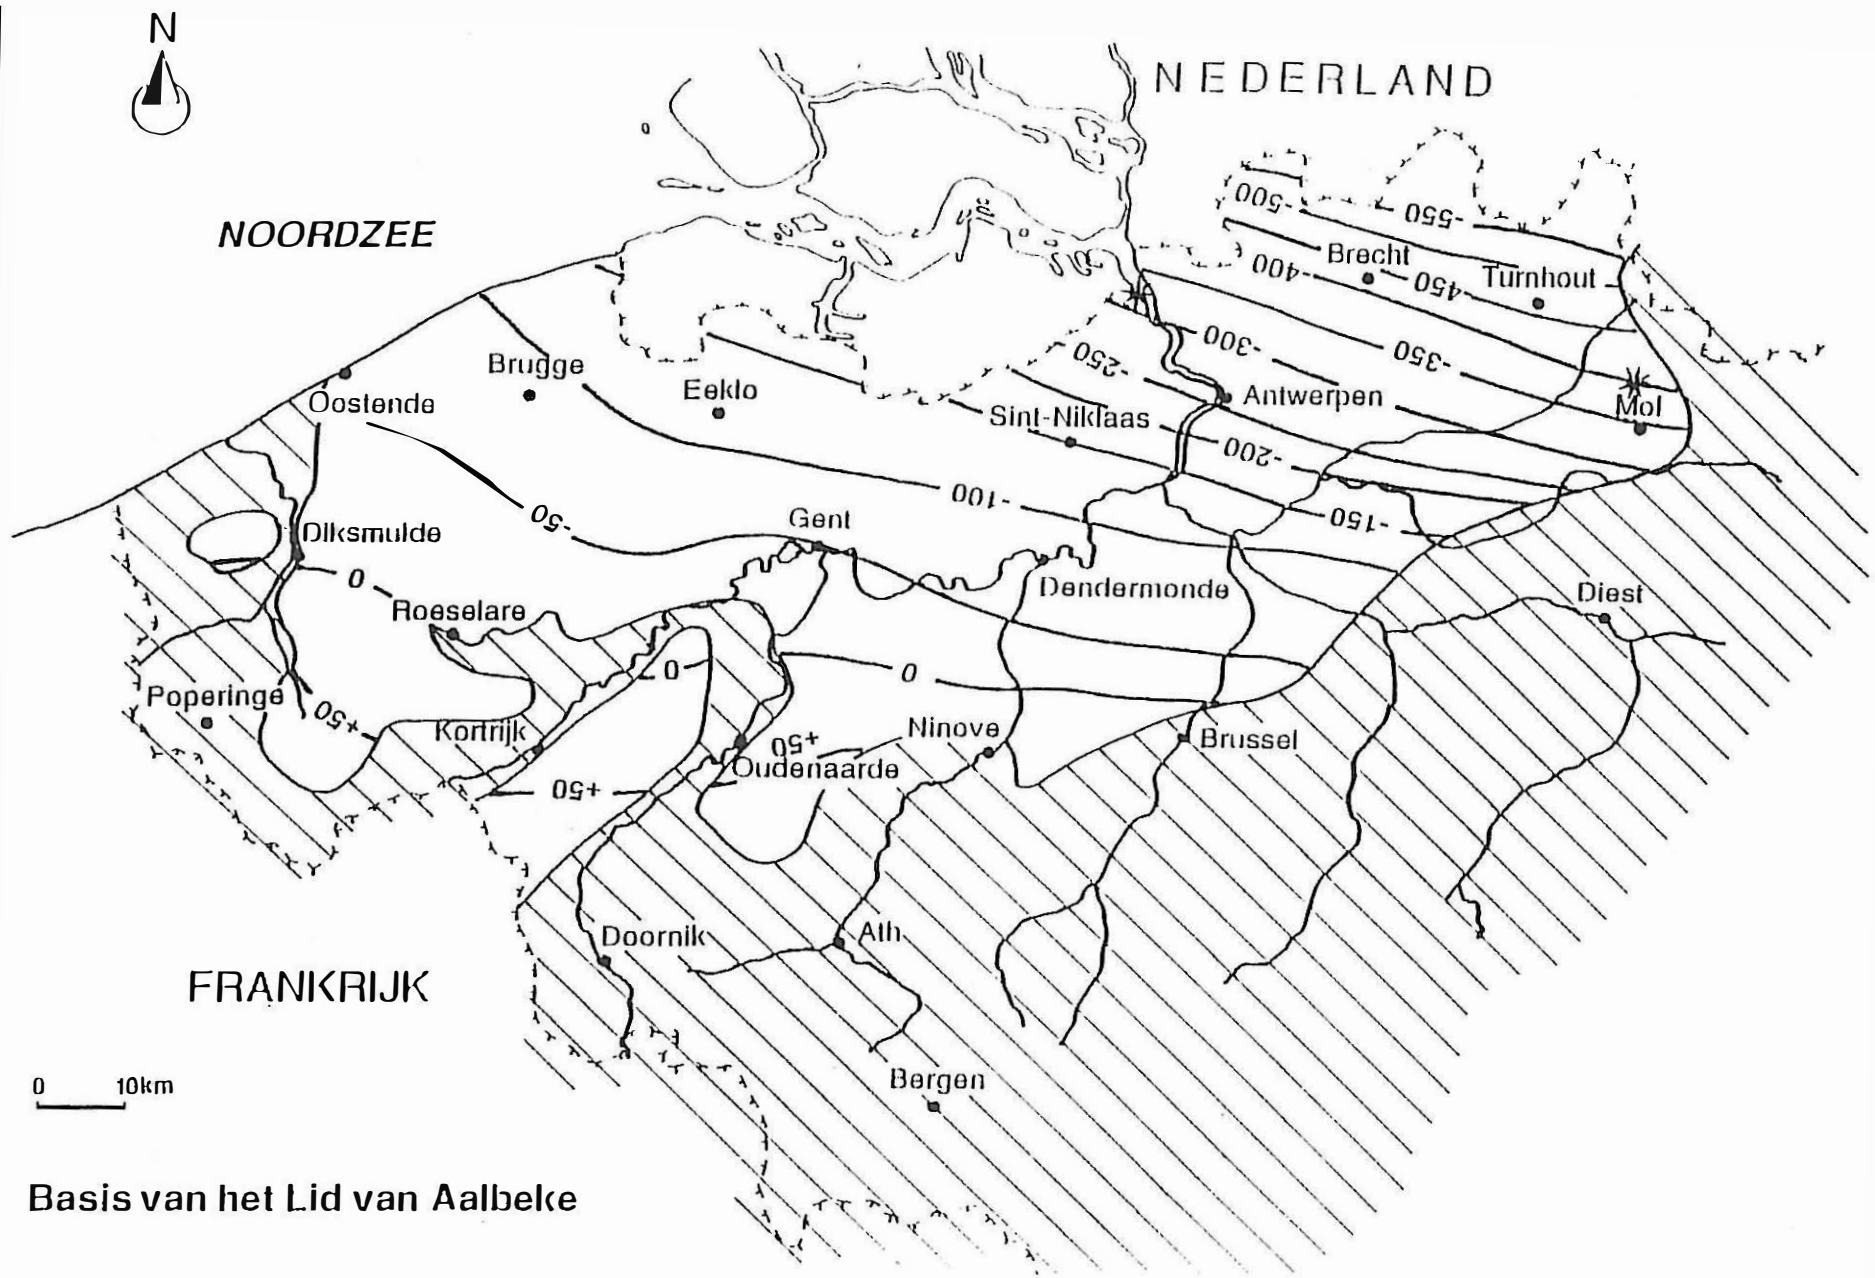 N
NEDERLAND
NOORDZEE
-500
-550
Brecht
-400
-450
Turnhout
-300
-350
-250
Brugge
Eeklo
Oostende
Antwerpen
Mol
Sint-Niklaas
-200
-100
-150
-50
Gent
Diksmuide
0
Dendermonde
Diest
Roeselare
0
0
Poperinge
+50
Kortrijk
Ninove
+50
Brussel
Oudenaarde
+50
Doornik
Ath
FRANKRIJK
Bergen
0 10km
Basis van het Lid van Aalbeke